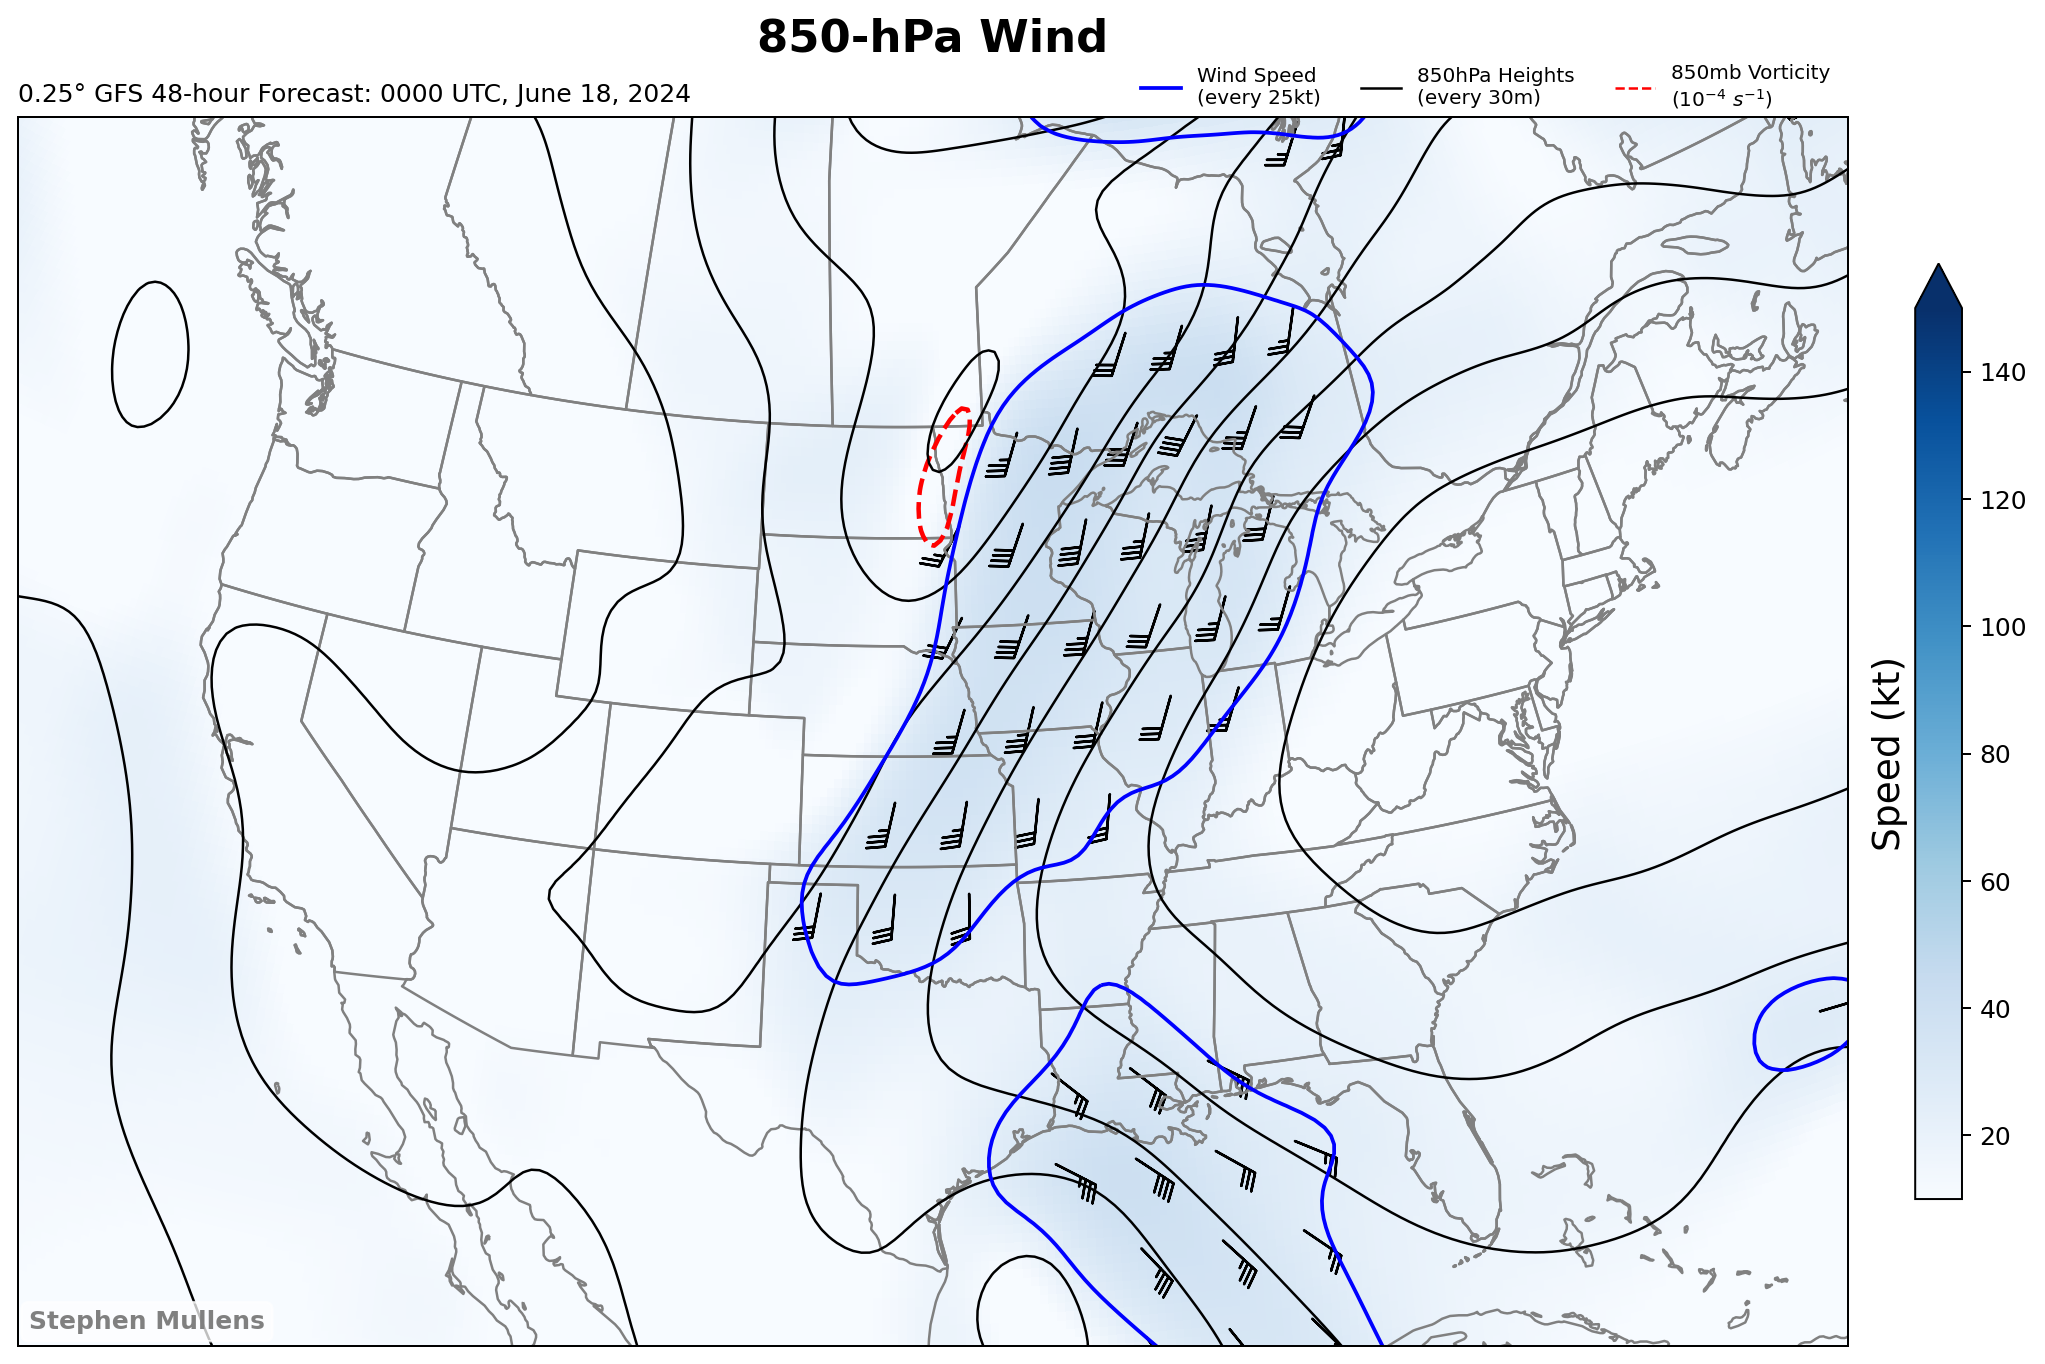 850-hPa Wind
0.25° GFS 48-hour Forecast: 0000 UTC, June 18, 2024
Wind Speed
(every 25kt)
850hPa Heights
(every 30m)
850mb Vorticity
(10⁻⁴ s⁻¹)
140
120
100
80
60
40
20
Speed (kt)
Stephen Mullens